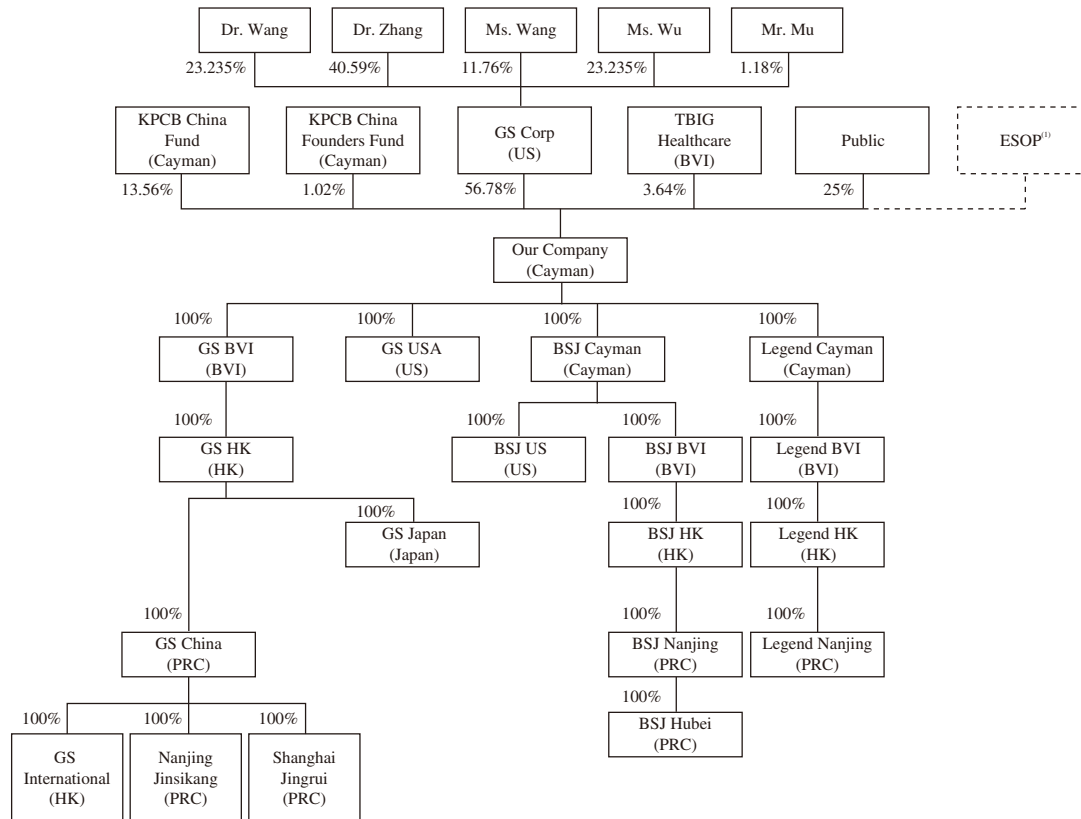 Dr. Wang
Dr. Zhang
Ms. Wang
Ms. Wu
Mr. Mu
23.235%
40.59%
11.76%
23.235%
1.18%
KPCB China
Fund
(Cayman)
KPCB China
Founders Fund
(Cayman)
GS Corp
(US)
TBIG
Healthcare
(BVI)
Public
ESOP(1)
13.56%
1.02%
56.78%
3.64%
25%
Our Company
(Cayman)
100%
100%
100%
100%
GS BVI
(BVI)
GS USA
(US)
BSJ Cayman
(Cayman)
Legend Cayman
(Cayman)
100%
100%
100%
100%
GS HK
(HK)
BSJ US
(US)
BSJ BVI
(BVI)
Legend BVI
(BVI)
100%
100%
100%
GS Japan
(Japan)
BSJ HK
(HK)
Legend HK
(HK)
100%
100%
100%
GS China
(PRC)
BSJ Nanjing
(PRC)
Legend Nanjing
(PRC)
100%
100%
100%
100%
GS
International
(HK)
Nanjing
Jinsikang
(PRC)
Shanghai
Jingrui
(PRC)
BSJ Hubei
(PRC)